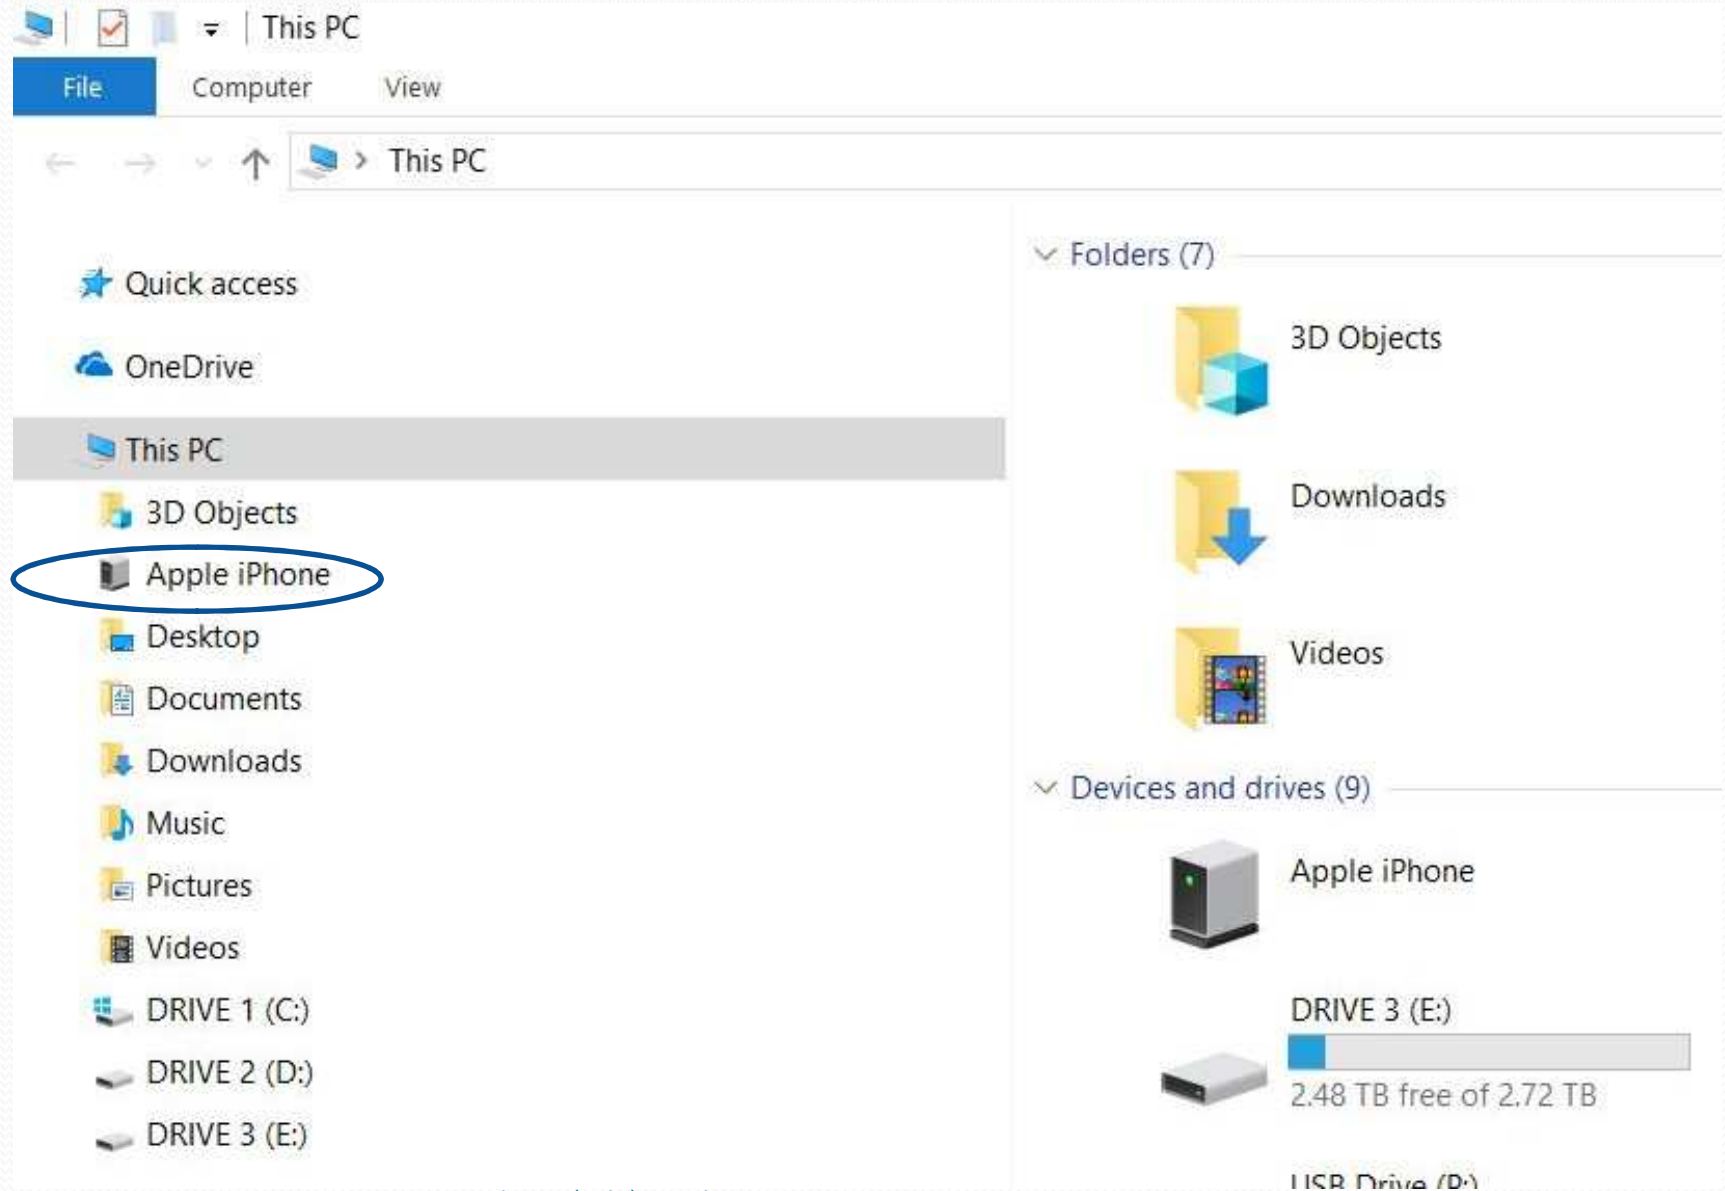 This PC
File Computer View
This PC
Quick access
OneDrive
This PC
3D Objects
Apple iPhone
Desktop
Documents
Downloads
Music
Pictures
Videos
DRIVE 1 (C:)
DRIVE 2 (D:)
DRIVE 3 (E:)
Folders (7)
3D Objects
Downloads
Videos
Devices and drives (9)
Apple iPhone
DRIVE 3 (E:)
2.48 TB free of 2.72 TB
USB Drive